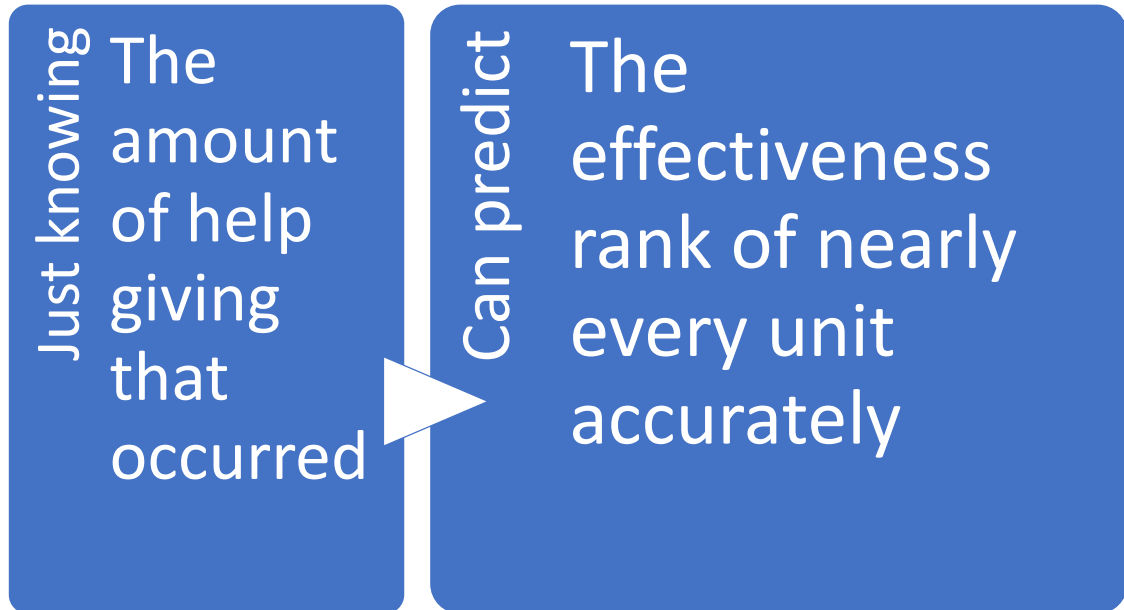 Just knowing
The
amount
of help
giving
that
occurred
Can predict
The
effectiveness
rank of nearly
every unit
accurately